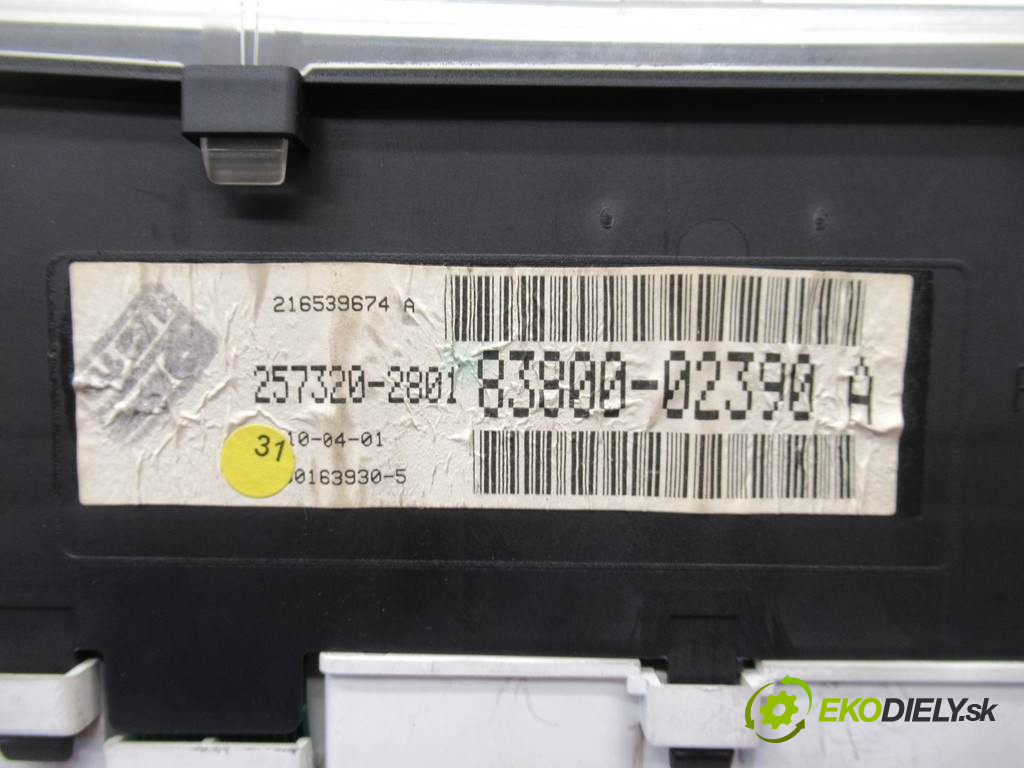 216539674 A
257320-2801 83800-02390 A
10-04-01
31
0163930-5
EKODIELY.sk